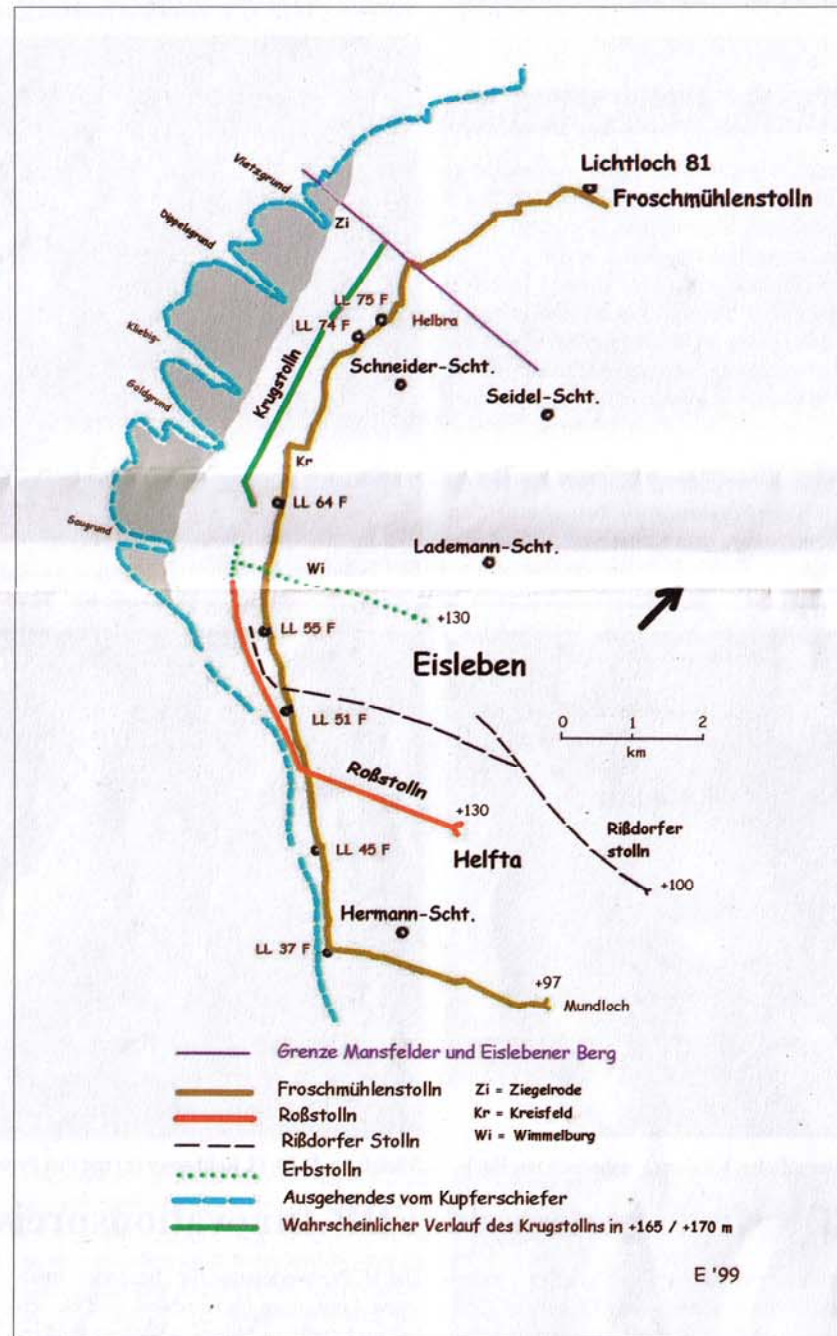 Lichtloch 81
Froschmühlenstolln
Vietzgrund
Zi
Dippelsgrund
LL 75 F
Helbra
LL 74 F
Kliebig-
Schneider-Scht.
Krugstolln
Goldgrund
Seidel-Scht.
Kr
LL 64 F
Saugrund
Lademann-Scht.
Wi
+130
LL 55 F
Eisleben
LL 51 F
0 2
km
Roßstolln
+130
Rißdorfer
stolln
LL 45 F
Helfta
+100
Hermann-Scht.
LL 37 F
+97
Mundloch
Grenze Mansfelder und Eislebener Berg
Froschmühlenstolln
Zi = Ziegelrode
Roßstolln
Kr = Kreisfeld
Rißdorfer Stolln
Wi = Wimmelburg
Erbstolln
Ausgehendes vom Kupferschiefer
Wahrscheinlicher Verlauf des Krugstollns in +165 / +170 m
E '99